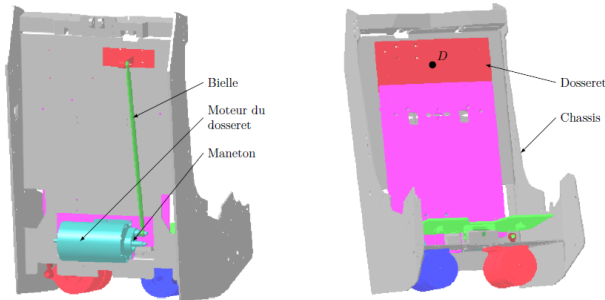 Bielle
Moteur du
dosseret
Maneton
D
Dosseret
Chassis